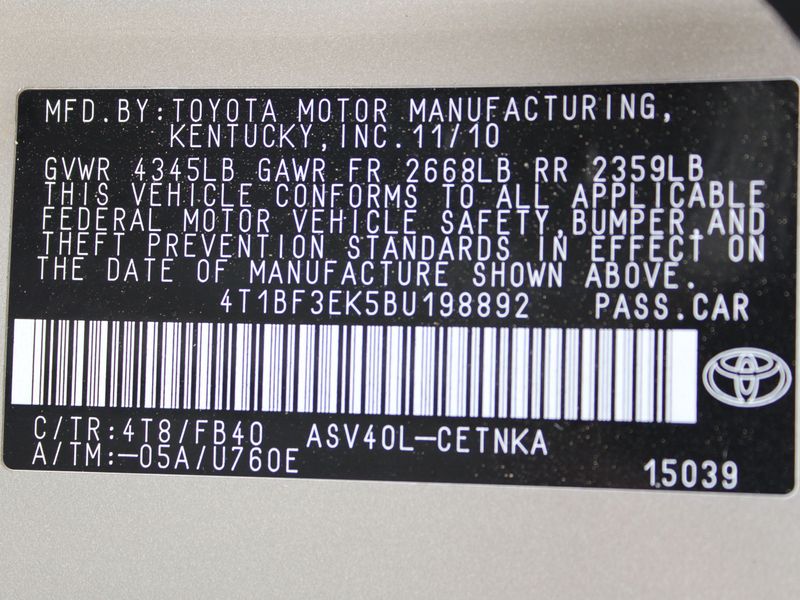 MFD.BY:TOYOTA MOTOR MANUFACTURING,
KENTUCKY,INC.11/10
GVWR 4345LB GAWR FR 2668LB RR 2359LB
THIS VEHICLE CONFORMS TO ALL APPLICABLE
FEDERAL MOTOR VEHICLE SAFETY,BUMPER,AND
THEFT PREVENTION STANDARDS IN EFFECT ON
THE DATE OF MANUFACTURE SHOWN ABOVE.
4T1BF3EK5BU198892 PASS.CAR
C/TR:4T8/FB40 ASV40L-CETNKA
A/TM:-05A/U760E
15039